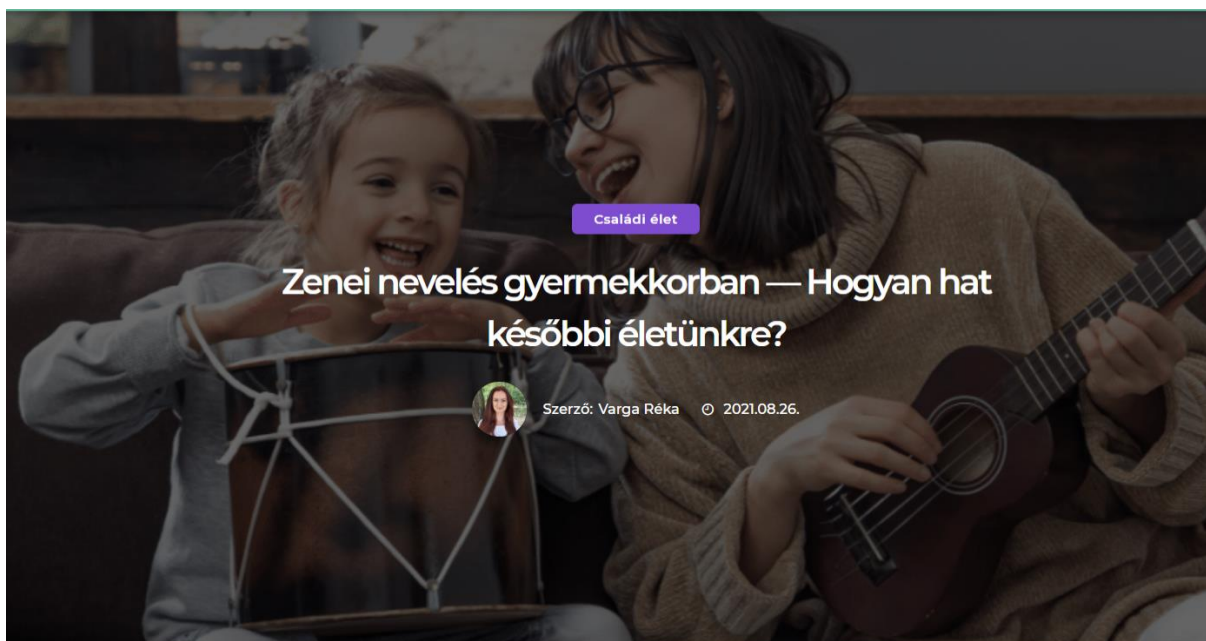 Családi élet
Zenei nevelés gyermekkorban — Hogyan hat
későbbi életünkre?
Szerző: Varga Réka 2021.08.26.